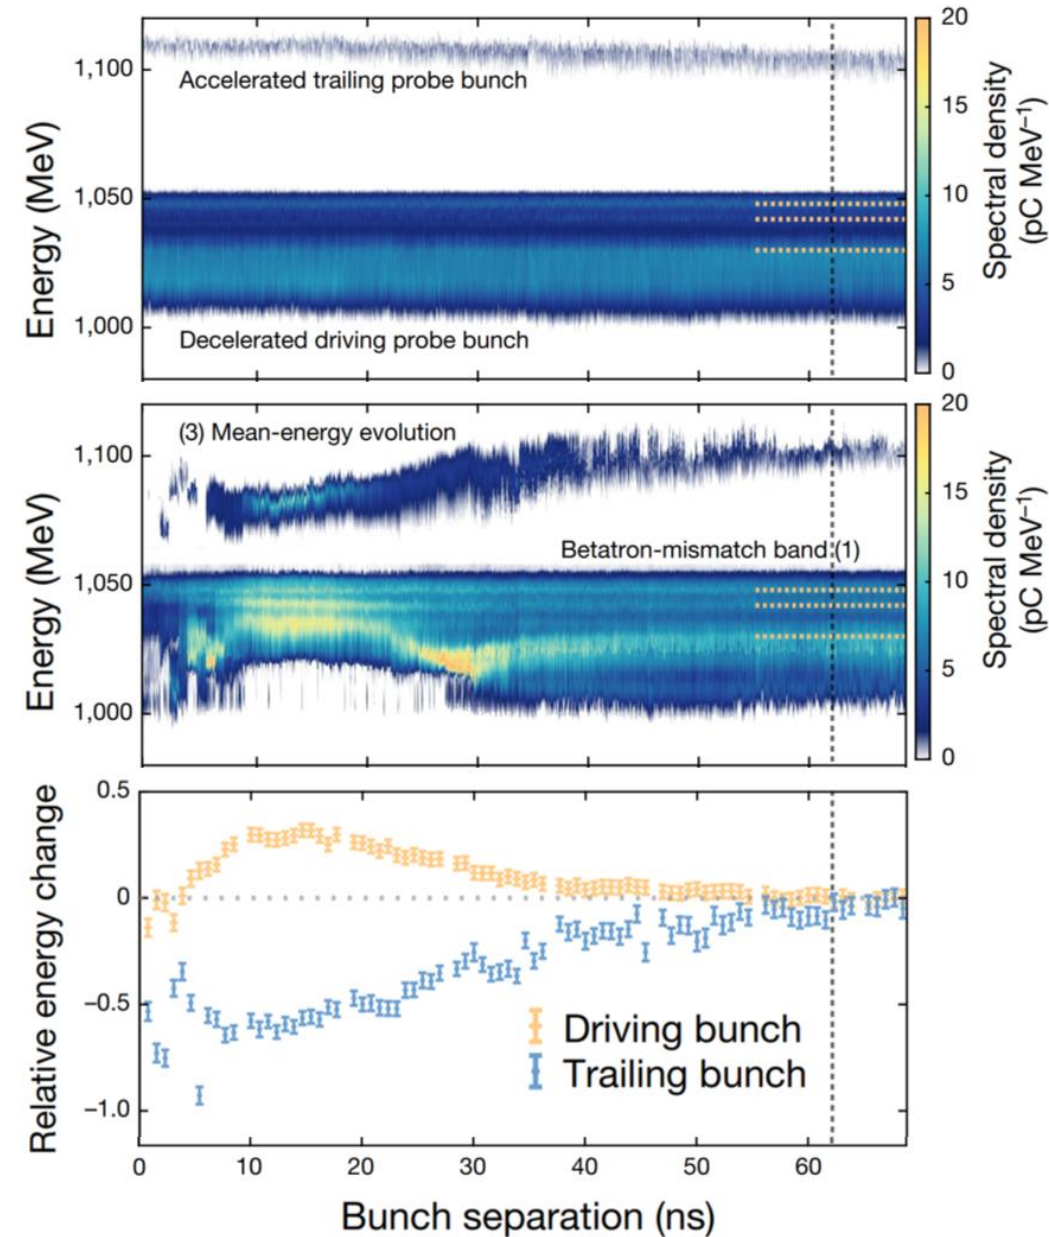 20
1,100
Accelerated trailing probe bunch
15
1,050
10
Energy (MeV)
Spectral density
(pC MeV⁻¹)
5
1,000
Decelerated driving probe bunch
0
20
(3) Mean-energy evolution
1,100
15
Betatron-mismatch band (1)
1,050
10
Energy (MeV)
Spectral density
(pC MeV⁻¹)
5
1,000
0
0.5
0
−0.5
−1.0
Relative energy change
Driving bunch
Trailing bunch
0 10 20 30 40 50 60
Bunch separation (ns)